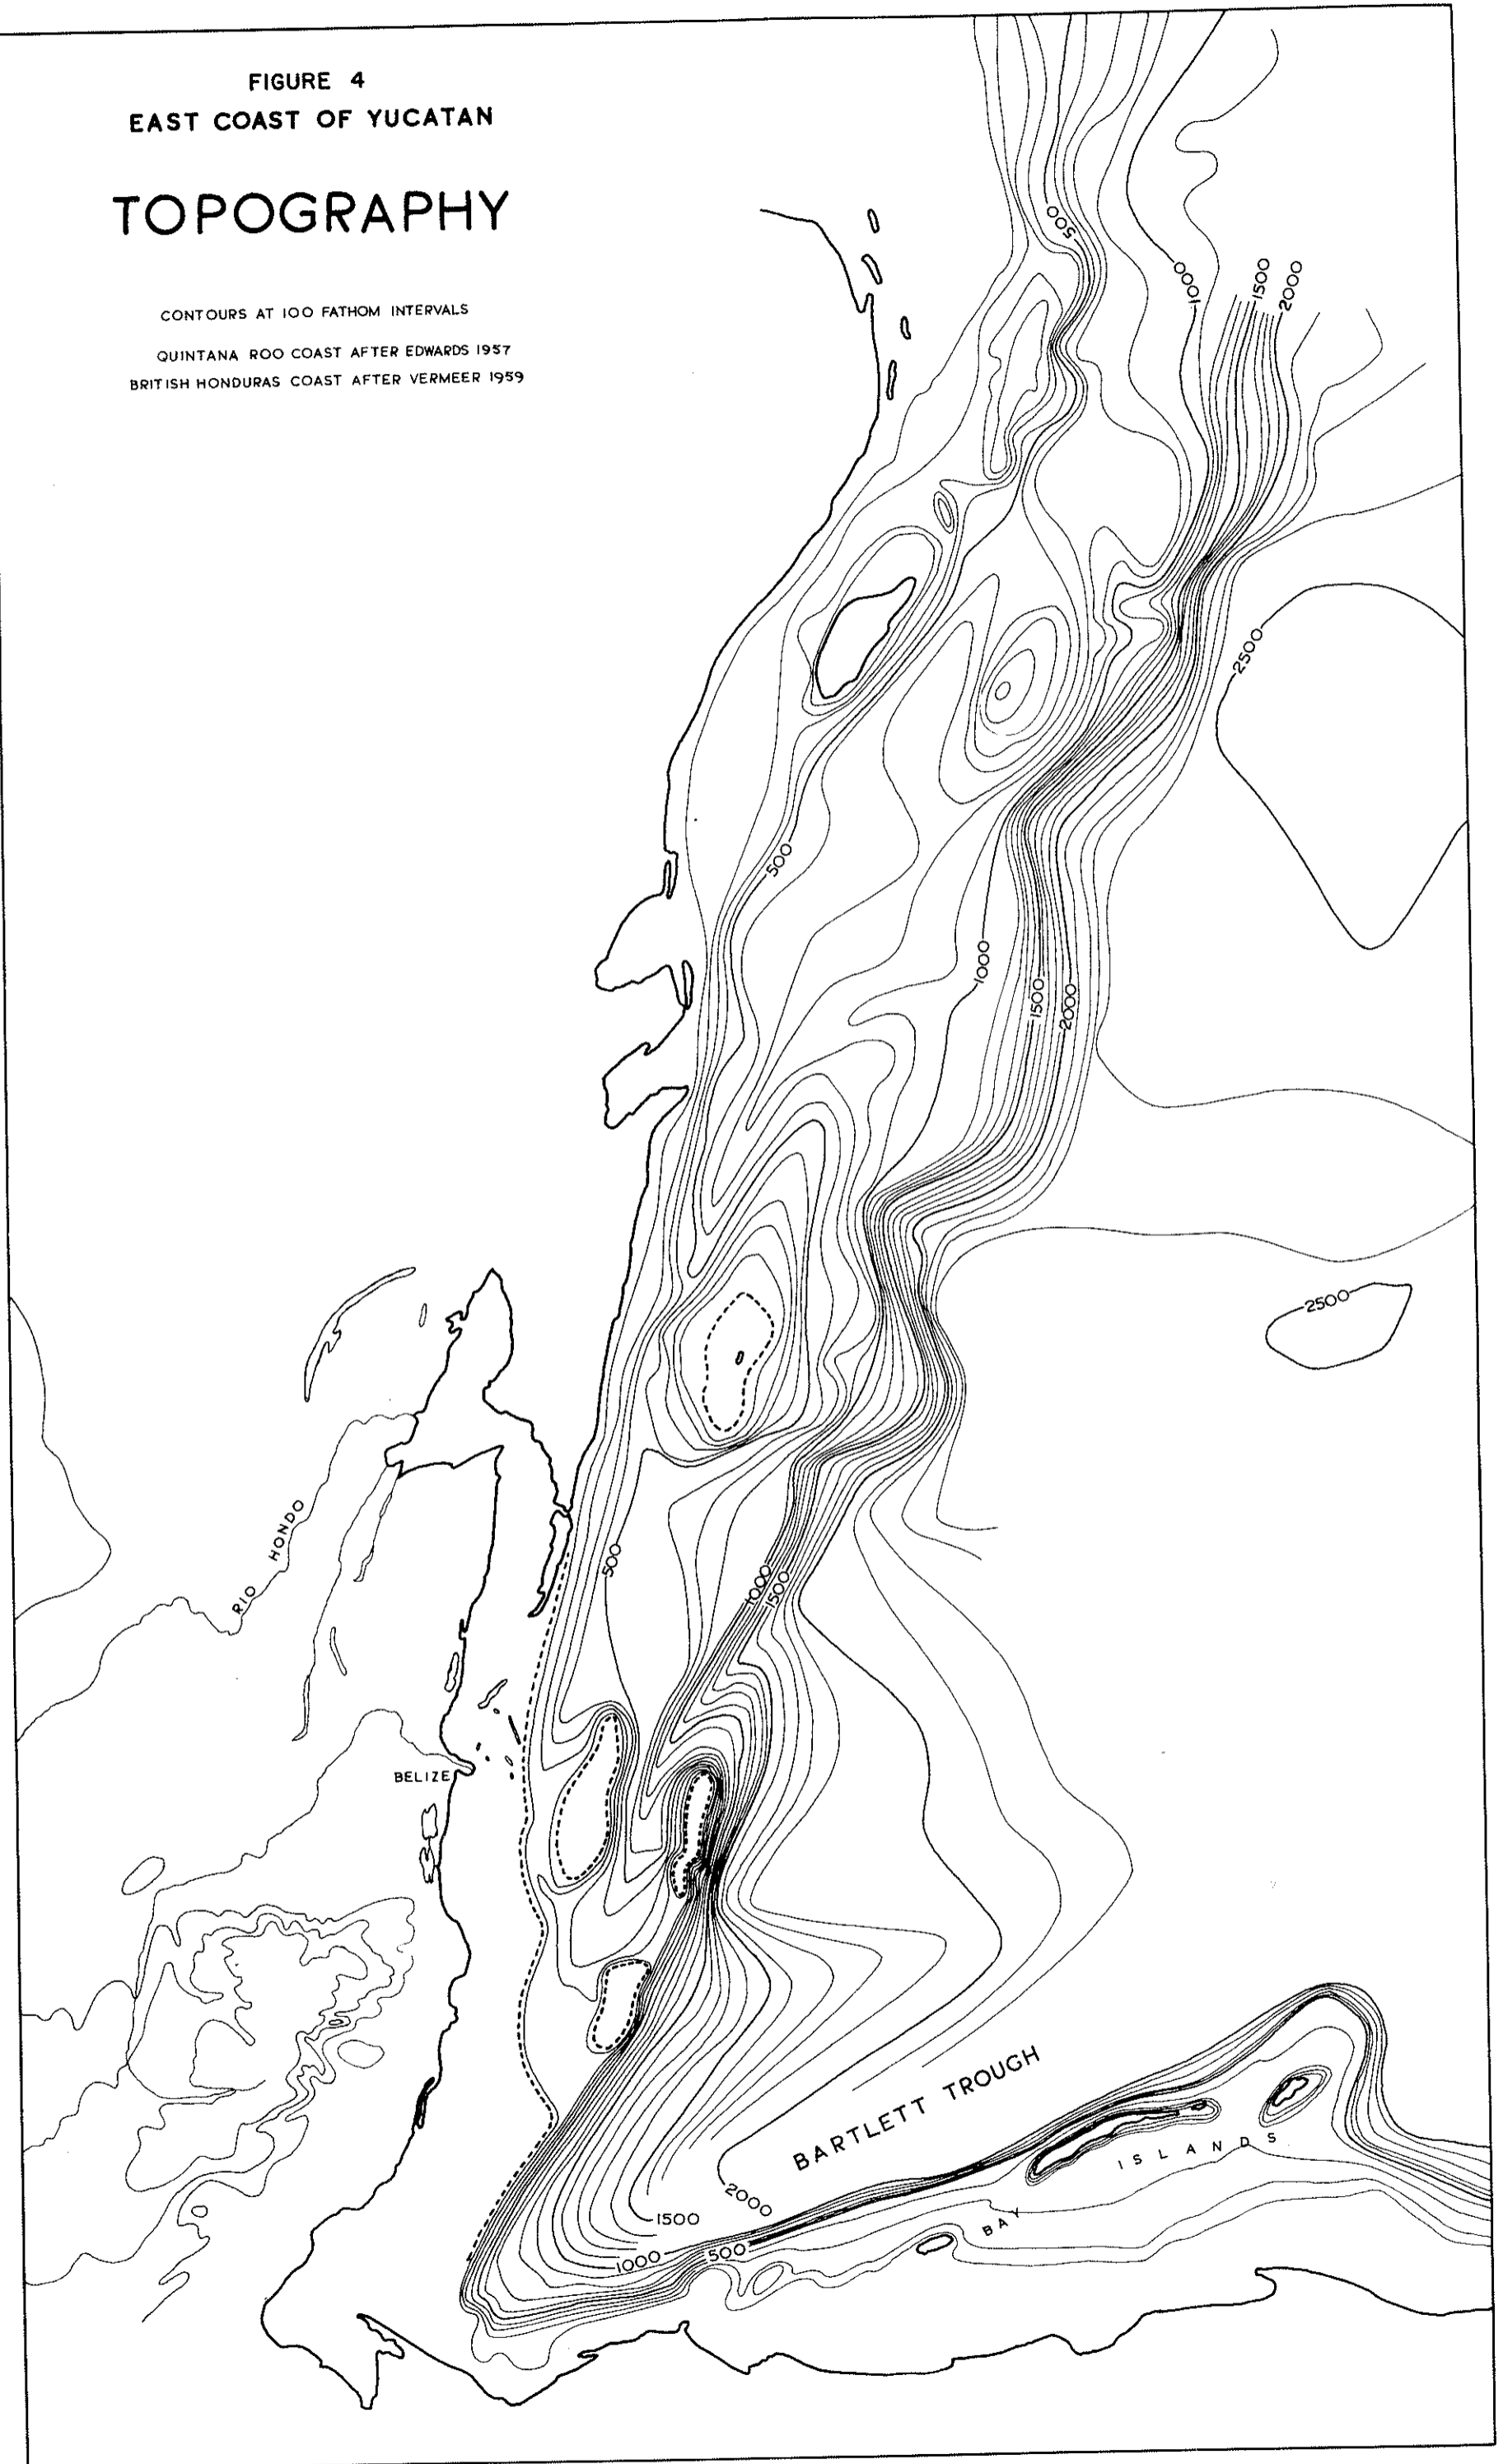 FIGURE 4
EAST COAST OF YUCATAN
TOPOGRAPHY
CONTOURS AT 100 FATHOM INTERVALS
QUINTANA ROO COAST AFTER EDWARDS 1957
BRITISH HONDURAS COAST AFTER VERMEER 1959
500
1000
1500
2000
2500
500
1000
1500
2000
2500
RIO HONDO
500
1000
1500
BELIZE
BARTLETT TROUGH
BAY ISLANDS
2000
1500
1000
500